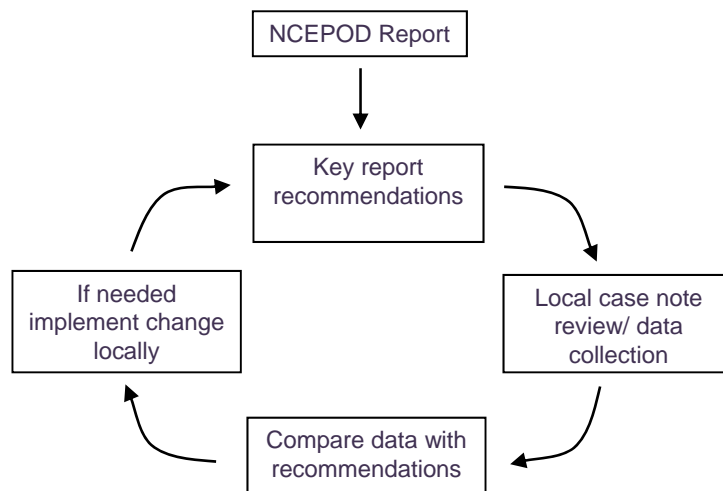 NCEPOD Report
Key report
recommendations
Local case note
review/ data
collection
Compare data with
recommendations
If needed
implement change
locally